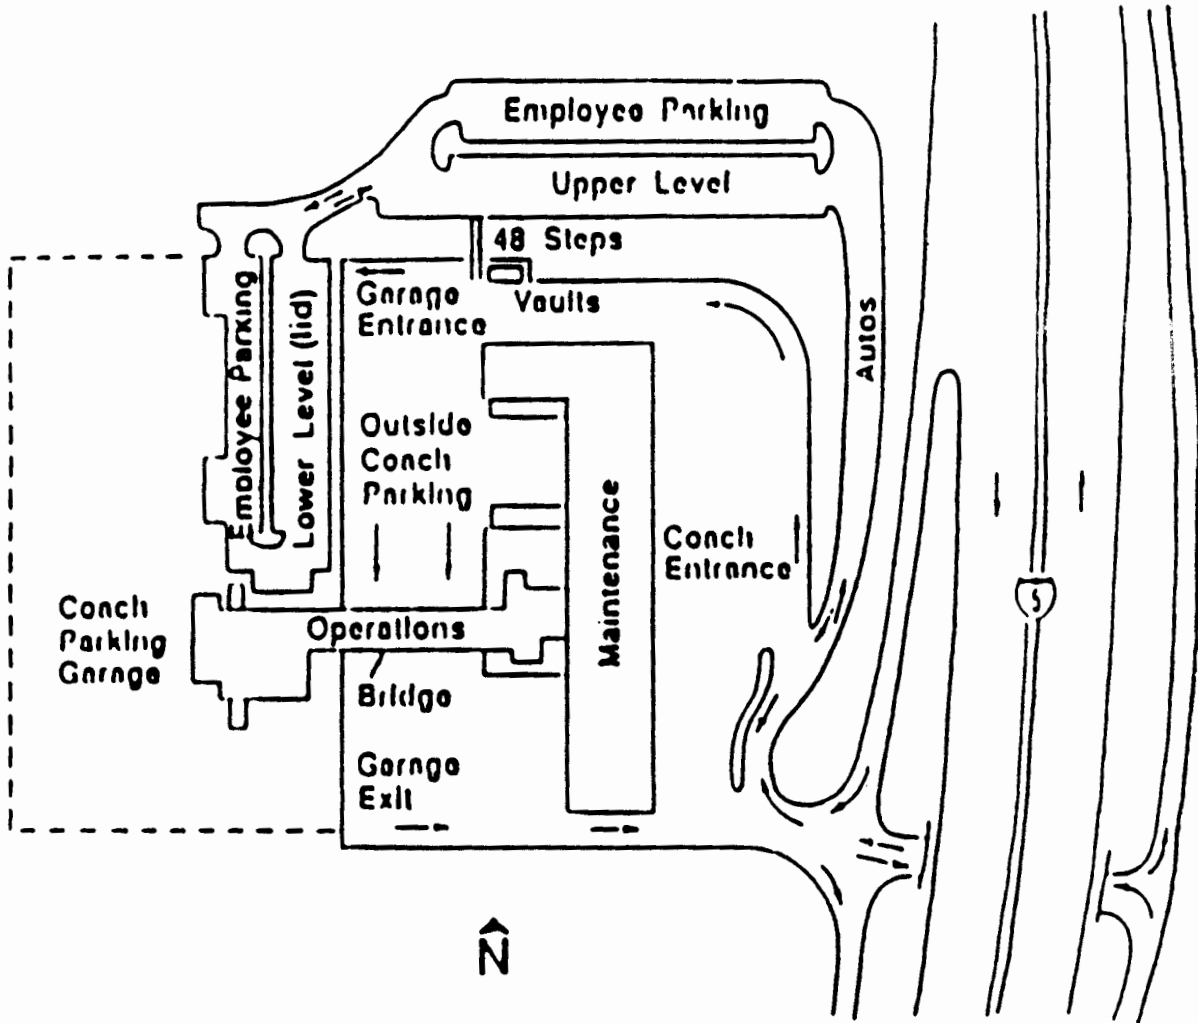 Employee Parking
Upper Level
48 Steps
Vaults
Garage
Entrance
Employee Parking
Lower Level (lid)
Autos
Outside
Coach
Parking
Maintenance
Coach
Entrance
5
Coach
Parking
Garage
Operations
Bridge
Garage
Exit
N